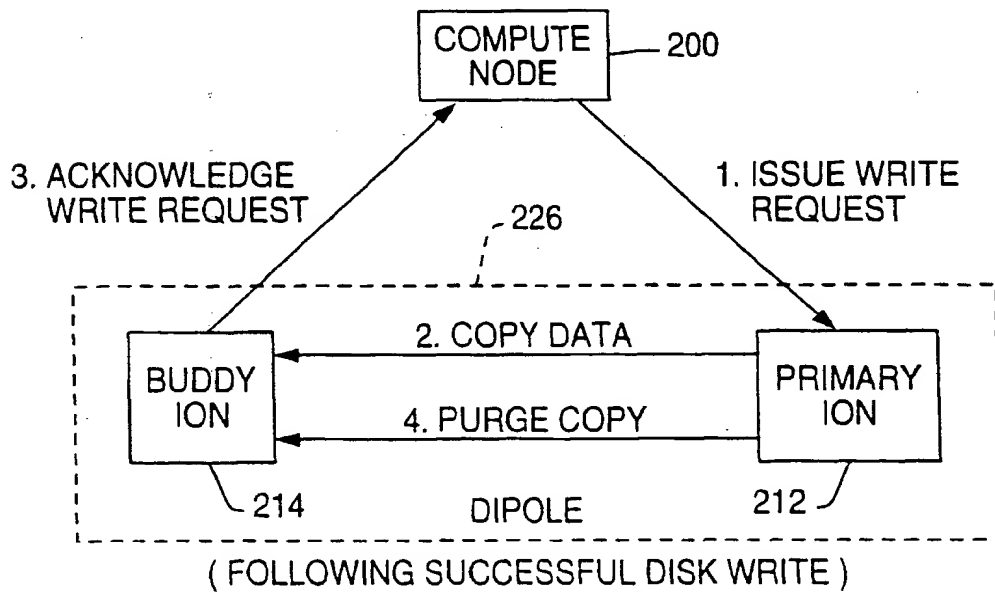 COMPUTE
NODE
200
3. ACKNOWLEDGE
WRITE REQUEST
1. ISSUE WRITE
REQUEST
226
2. COPY DATA
BUDDY
ION
PRIMARY
ION
4. PURGE COPY
214
DIPOLE
212
( FOLLOWING SUCCESSFUL DISK WRITE )